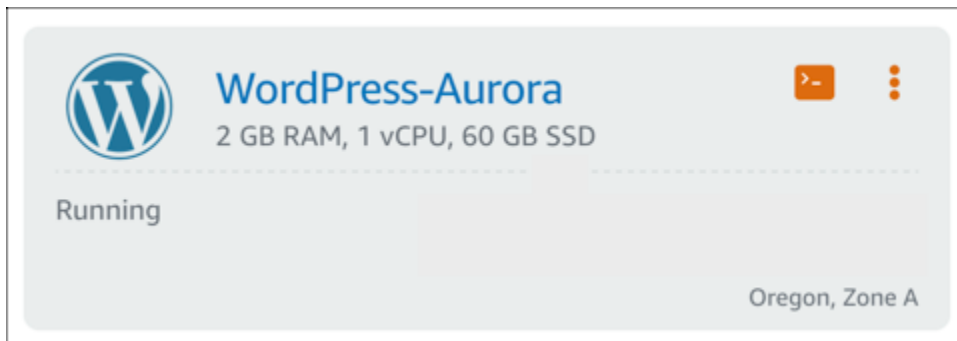 WordPress-Aurora
2 GB RAM, 1 vCPU, 60 GB SSD
Running
Oregon, Zone A